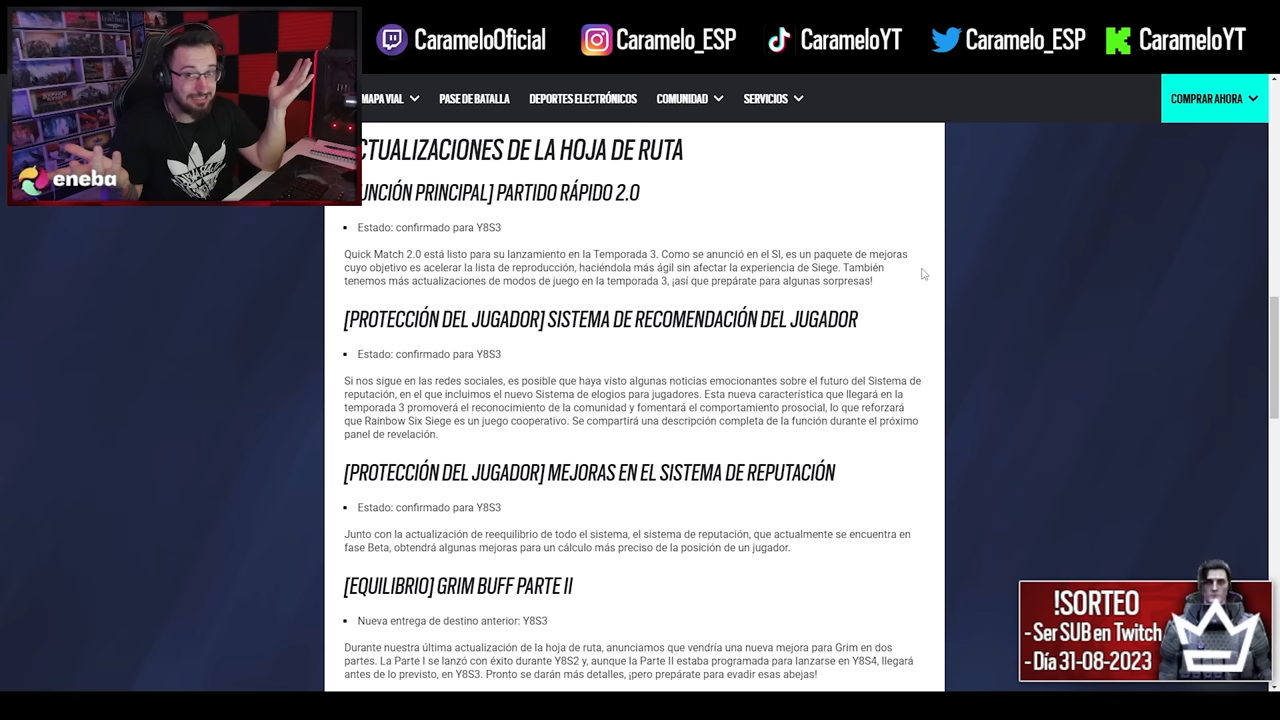 CarameloOficial
Caramelo_ESP
CarameloYT
Caramelo_ESP
CarameloYT
MAPA VIAL
PASE DE BATALLA
DEPORTES ELECTRÓNICOS
COMUNIDAD
SERVICIOS
COMPRAR AHORA
eneba
CTUALIZACIONES DE LA HOJA DE RUTA
UNCIÓN PRINCIPAL] PARTIDO RÁPIDO 2.0
Estado: confirmado para Y8S3
Quick Match 2.0 está listo para su lanzamiento en la Temporada 3. Como se anunció en el SI, es un paquete de mejoras
cuyo objetivo es acelerar la lista de reproducción, haciéndola más ágil sin afectar la experiencia de Siege. También
tenemos más actualizaciones de modos de juego en la temporada 3, ¡así que prepárate para algunas sorpresas!
[PROTECCIÓN DEL JUGADOR] SISTEMA DE RECOMENDACIÓN DEL JUGADOR
Estado: confirmado para Y8S3
Si nos sigue en las redes sociales, es posible que haya visto algunas noticias emocionantes sobre el futuro del Sistema de
reputación, en el que incluimos el nuevo Sistema de elogios para jugadores. Esta nueva característica que llegará en la
temporada 3 promoverá el reconocimiento de la comunidad y fomentará el comportamiento prosocial, lo que reforzará
que Rainbow Six Siege es un juego cooperativo. Se compartirá una descripción completa de la función durante el próximo
panel de revelación.
[PROTECCIÓN DEL JUGADOR] MEJORAS EN EL SISTEMA DE REPUTACIÓN
Estado: confirmado para Y8S3
Junto con la actualización de reequilibrio de todo el sistema, el sistema de reputación, que actualmente se encuentra en
fase Beta, obtendrá algunas mejoras para un cálculo más preciso de la posición de un jugador.
[EQUILIBRIO] GRIM BUFF PARTE II
Nueva entrega de destino anterior: Y8S3
Durante nuestra última actualización de la hoja de ruta, anunciamos que vendría una nueva mejora para Grim en dos
partes. La Parte I se lanzó con éxito durante Y8S2 y, aunque la Parte II estaba programada para lanzarse en Y8S4, llegará
antes de lo previsto, en Y8S3. Pronto se darán más detalles, ¡pero prepárate para evadir esas abejas!
!SORTEO
- Ser SUB en Twitch
- Día 31-08-2023